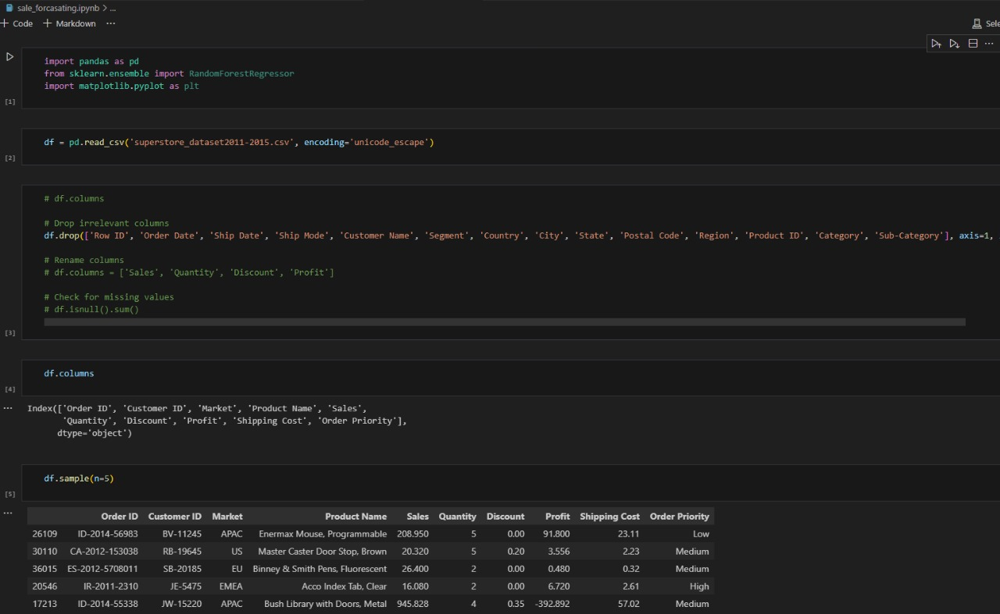 sale_forcasating.ipynb > ...
+ Code + Markdown ...
Sele
import pandas as pd
from sklearn.ensemble import RandomForestRegressor
import matplotlib.pyplot as plt
[1]
df = pd.read_csv('superstore_dataset2011-2015.csv', encoding='unicode_escape')
[2]
# df.columns
# Drop irrelevant columns
df.drop(['Row ID', 'Order Date', 'Ship Date', 'Ship Mode', 'Customer Name', 'Segment', 'Country', 'City', 'State', 'Postal Code', 'Region', 'Product ID', 'Category', 'Sub-Category'], axis=1,
# Rename columns
# df.columns = ['Sales', 'Quantity', 'Discount', 'Profit']
# Check for missing values
# df.isnull().sum()
[3]
df.columns
[4]
Index(['Order ID', 'Customer ID', 'Market', 'Product Name', 'Sales',
'Quantity', 'Discount', 'Profit', 'Shipping Cost', 'Order Priority'],
dtype='object')
df.sample(n=5)
[5]
Order ID Customer ID Market Product Name Sales Quantity Discount Profit Shipping Cost Order Priority
26109 ID-2014-56983 BV-11245 APAC Enermax Mouse, Programmable 208.950 5 0.00 91.800 23.11 Low
30110 CA-2012-153038 RB-19645 US Master Caster Door Stop, Brown 20.320 5 0.20 3.556 2.23 Medium
36015 ES-2012-5708011 SB-20185 EU Binney & Smith Pens, Fluorescent 26.400 2 0.00 0.480 0.32 Medium
20546 IR-2011-2310 JE-5475 EMEA Acco Index Tab, Clear 16.080 2 0.00 6.720 2.61 High
17213 ID-2014-55338 JW-15220 APAC Bush Library with Doors, Metal 945.828 4 0.35 -392.892 57.02 Medium